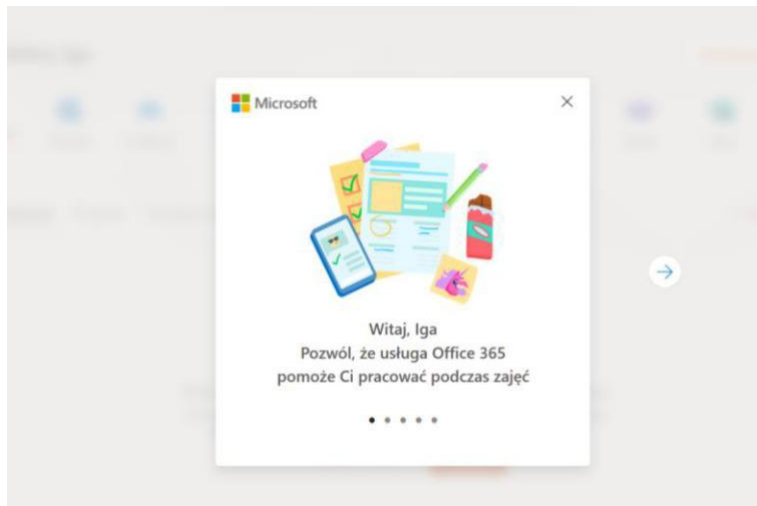 Microsoft
Witaj, Iga
Pozwól, że usługa Office 365
pomoże Ci pracować podczas zajęć